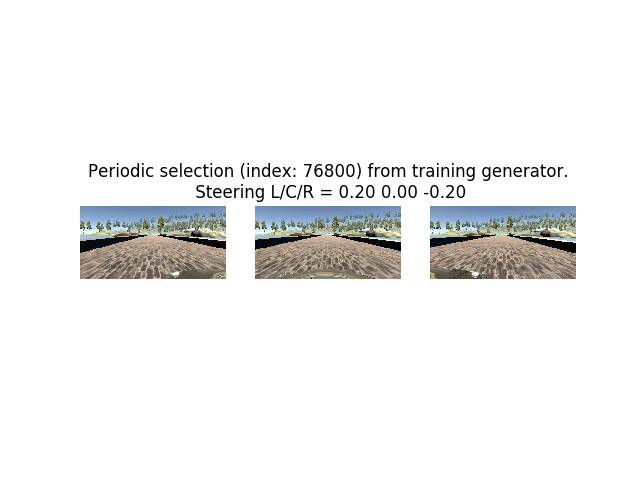 Periodic selection (index: 76800) from training generator.
Steering L/C/R = 0.20 0.00 -0.20